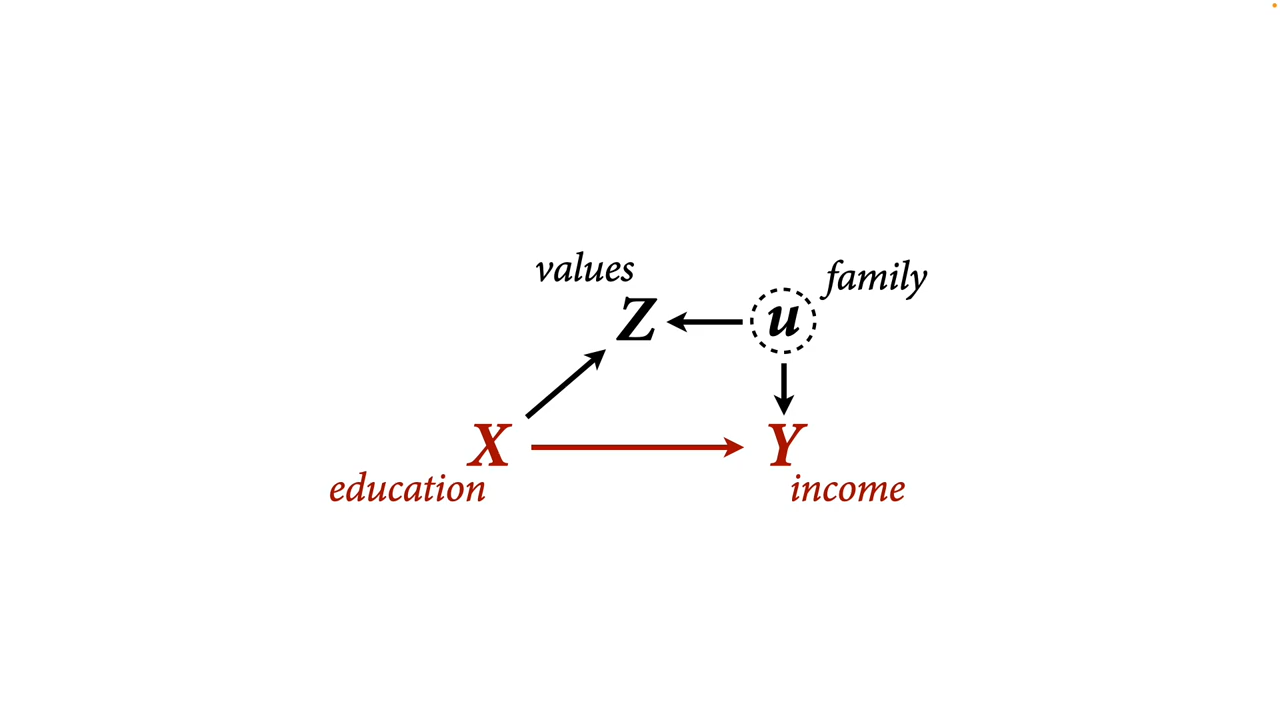 values
family
Z
u
X
Y
education
income